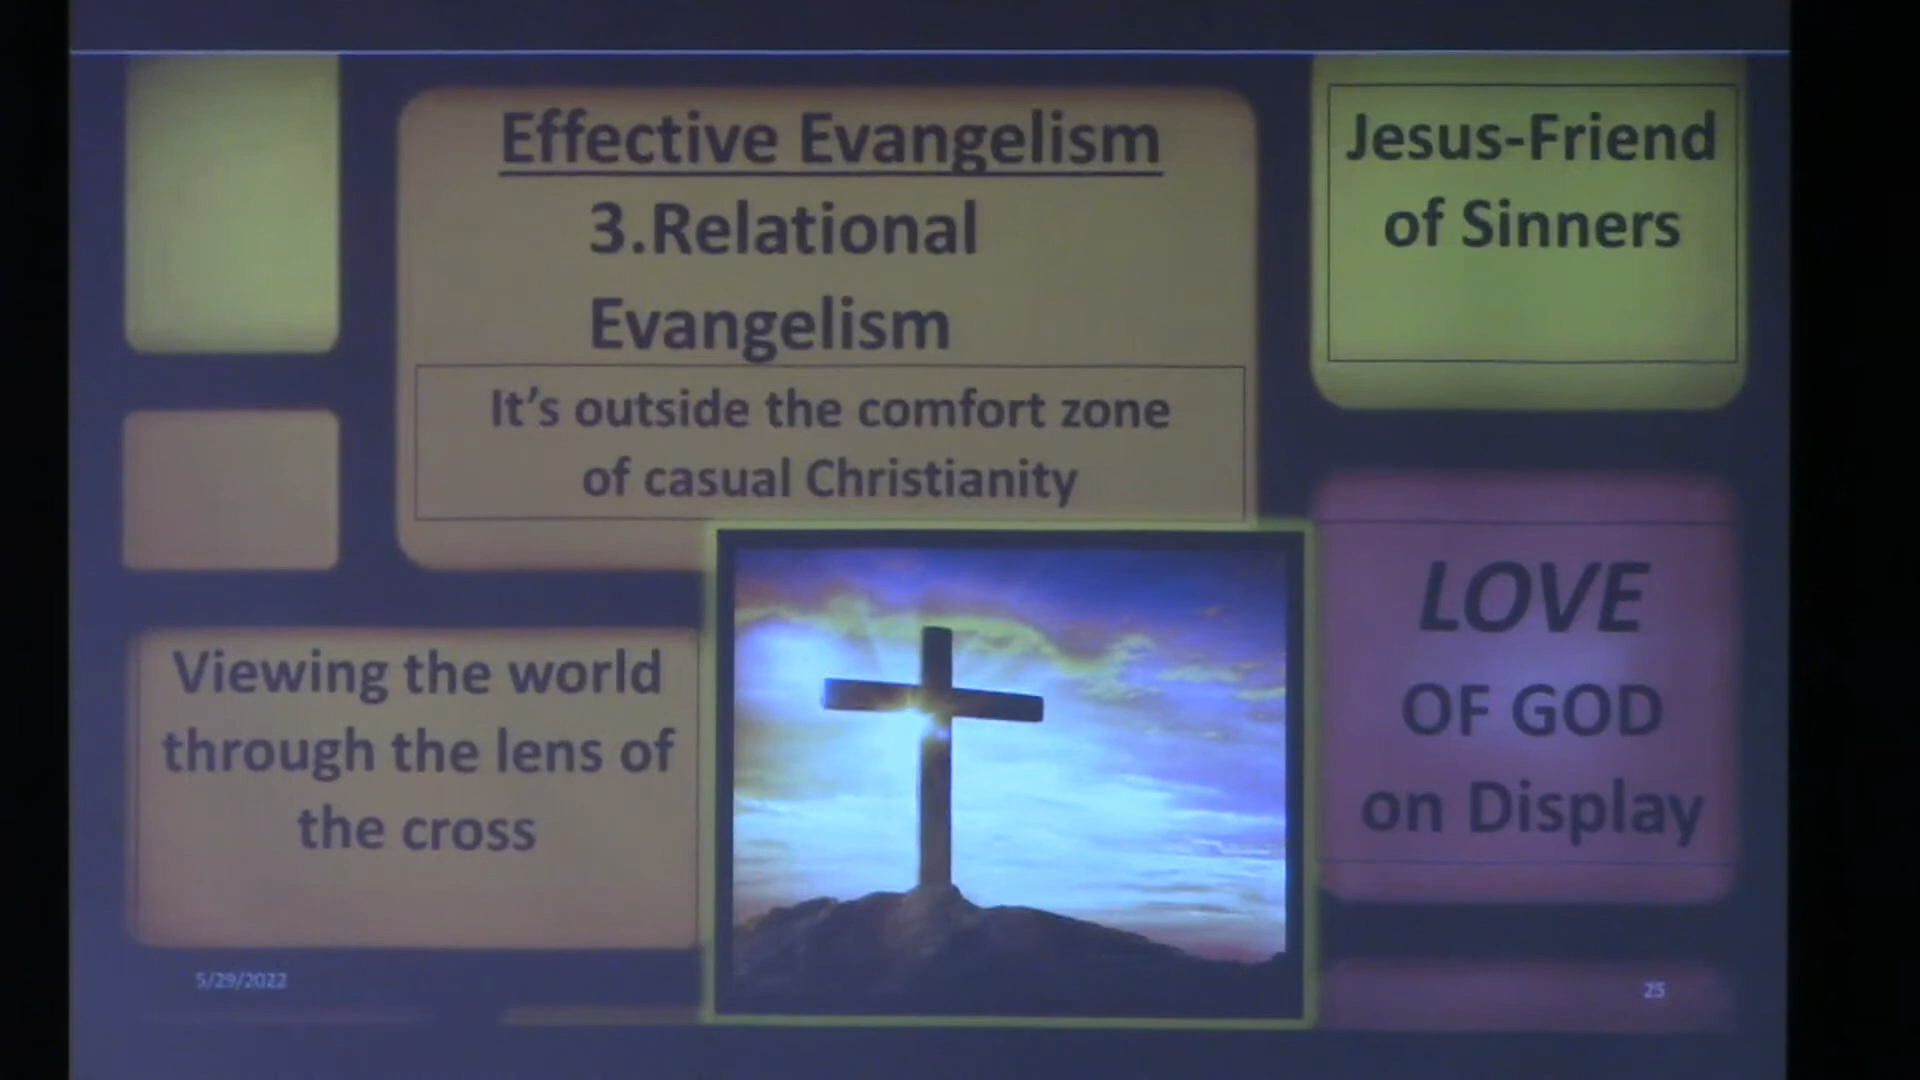 Effective Evangelism
3.Relational
Evangelism
It's outside the comfort zone
of casual Christianity
Jesus-Friend
of Sinners
Viewing the world
through the lens of
the cross
LOVE
OF GOD
on Display
5/29/2022
25